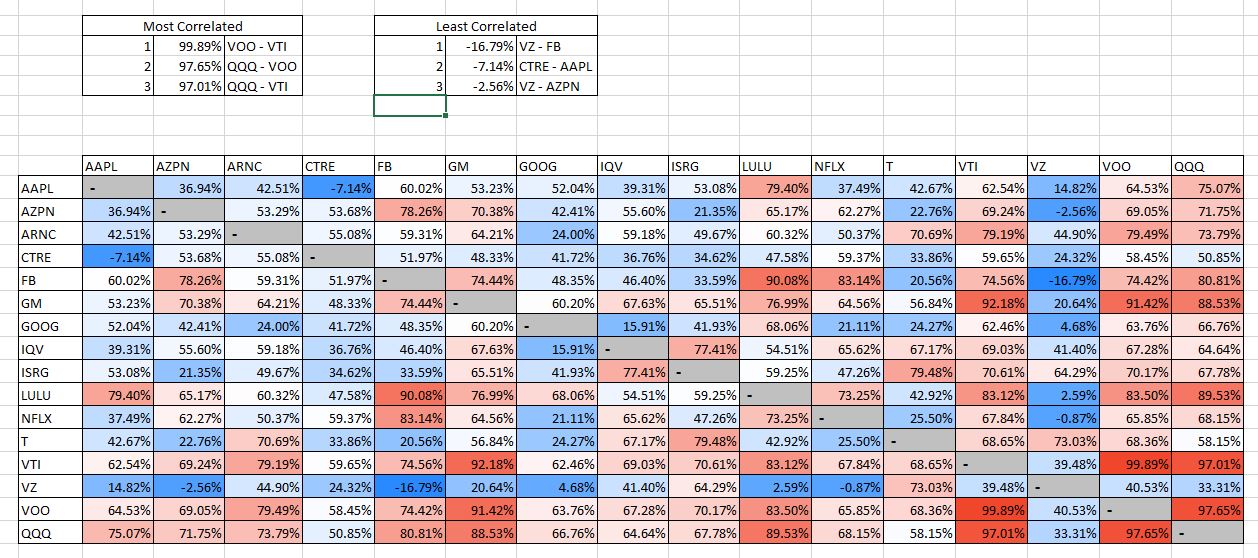 Most Correlated Least Correlated
1 99.89% VOO - VTI 1 -16.79% VZ - FB
2 97.65% QQQ - VOO 2 -7.14% CTRE - AAPL
3 97.01% QQQ - VTI 3 -2.56% VZ - AZPN
AAPL AZPN ARNC CTRE FB GM GOOG IQV ISRG LULU NFLX T VTI VZ VOO QQQ
AAPL - 36.94% 42.51% -7.14% 60.02% 53.23% 52.04% 39.31% 53.08% 79.40% 37.49% 42.67% 62.54% 14.82% 64.53% 75.07%
AZPN 36.94% - 53.29% 53.68% 78.26% 70.38% 42.41% 55.60% 21.35% 65.17% 62.27% 22.76% 69.24% -2.56% 69.05% 71.75%
ARNC 42.51% 53.29% - 55.08% 59.31% 64.21% 24.00% 59.18% 49.67% 60.32% 50.37% 70.69% 79.19% 44.90% 79.49% 73.79%
CTRE -7.14% 53.68% 55.08% - 51.97% 48.33% 41.72% 36.76% 34.62% 47.58% 59.37% 33.86% 59.65% 24.32% 58.45% 50.85%
FB 60.02% 78.26% 59.31% 51.97% - 74.44% 48.35% 46.40% 33.59% 90.08% 83.14% 20.56% 74.56% -16.79% 74.42% 80.81%
GM 53.23% 70.38% 64.21% 48.33% 74.44% - 60.20% 67.63% 65.51% 76.99% 64.56% 56.84% 92.18% 20.64% 91.42% 88.53%
GOOG 52.04% 42.41% 24.00% 41.72% 48.35% 60.20% - 15.91% 41.93% 68.06% 21.11% 24.27% 62.46% 4.68% 63.76% 66.76%
IQV 39.31% 55.60% 59.18% 36.76% 46.40% 67.63% 15.91% - 77.41% 54.51% 65.62% 67.17% 69.03% 41.40% 67.28% 64.64%
ISRG 53.08% 21.35% 49.67% 34.62% 33.59% 65.51% 41.93% 77.41% - 59.25% 47.26% 79.48% 70.61% 64.29% 70.17% 67.78%
LULU 79.40% 65.17% 60.32% 47.58% 90.08% 76.99% 68.06% 54.51% 59.25% - 73.25% 42.92% 83.12% 2.59% 83.50% 89.53%
NFLX 37.49% 62.27% 50.37% 59.37% 83.14% 64.56% 21.11% 65.62% 47.26% 73.25% - 25.50% 67.84% -0.87% 65.85% 68.15%
T 42.67% 22.76% 70.69% 33.86% 20.56% 56.84% 24.27% 67.17% 79.48% 42.92% 25.50% - 68.65% 73.03% 68.36% 58.15%
VTI 62.54% 69.24% 79.19% 59.65% 74.56% 92.18% 62.46% 69.03% 70.61% 83.12% 67.84% 68.65% - 39.48% 99.89% 97.01%
VZ 14.82% -2.56% 44.90% 24.32% -16.79% 20.64% 4.68% 41.40% 64.29% 2.59% -0.87% 73.03% 39.48% - 40.53% 33.31%
VOO 64.53% 69.05% 79.49% 58.45% 74.42% 91.42% 63.76% 67.28% 70.17% 83.50% 65.85% 68.36% 99.89% 40.53% - 97.65%
QQQ 75.07% 71.75% 73.79% 50.85% 80.81% 88.53% 66.76% 64.64% 67.78% 89.53% 68.15% 58.15% 97.01% 33.31% 97.65% -